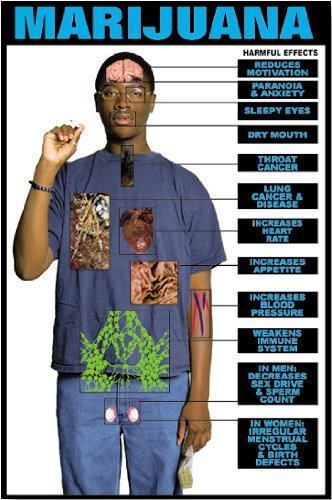 MARIJUANA
HARMFUL EFFECTS
REDUCES
MOTIVATION
PARANOIA
& ANXIETY
SLEEPY EYES
DRY MOUTH
THROAT
CANCER
LUNG
CANCER &
DISEASE
INCREASES
HEART
RATE
INCREASES
APPETITE
INCREASES
BLOOD
PRESSURE
WEAKENS
IMMUNE
SYSTEM
IN MEN:
DECREASES
SEX DRIVE
& SPERM
COUNT
IN WOMEN:
IRREGULAR
MENSTRUAL
CYCLES
& BIRTH
DEFECTS